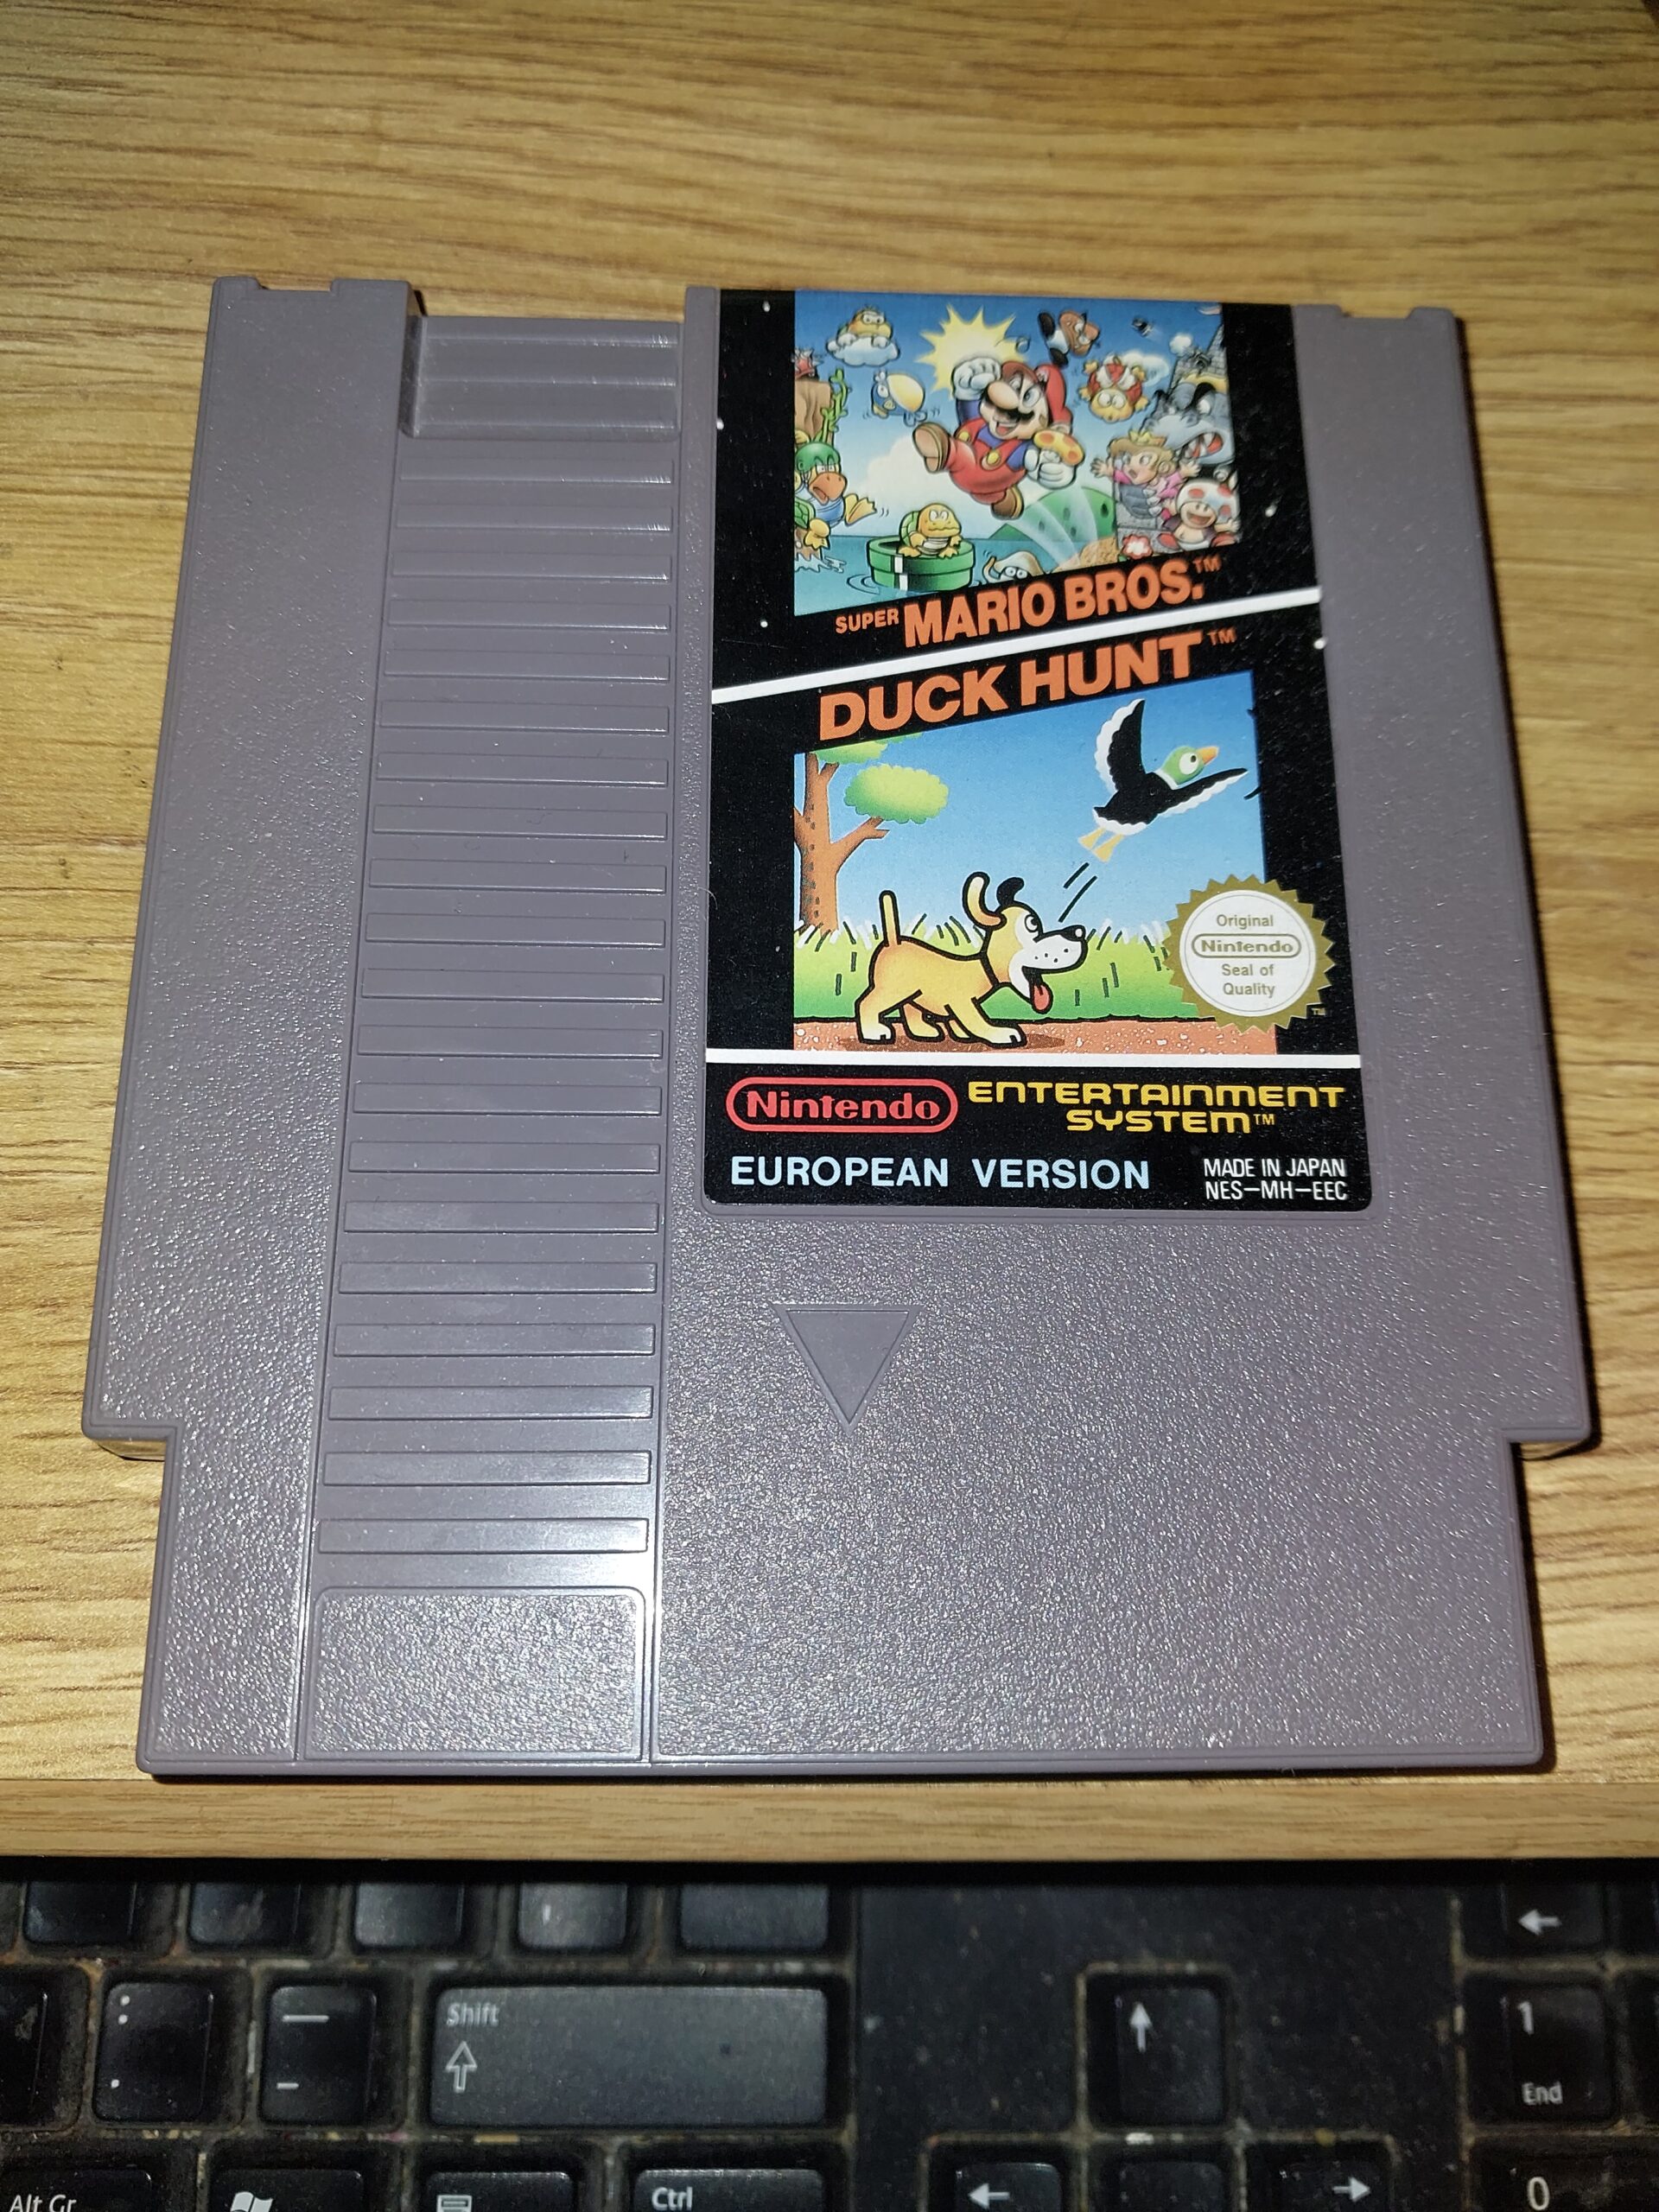 SUPER MARIO BROS.™
DUCK HUNT™
Original
Nintendo
Seal of
Quality
™
Nintendo ENTERTAINMENT
SYSTEM™
EUROPEAN VERSION
MADE IN JAPAN
NES-MH-EEC
←
: .
— -
Shift
⇧
↑
1
End
Alt Gr
Ctrl
←
→
0